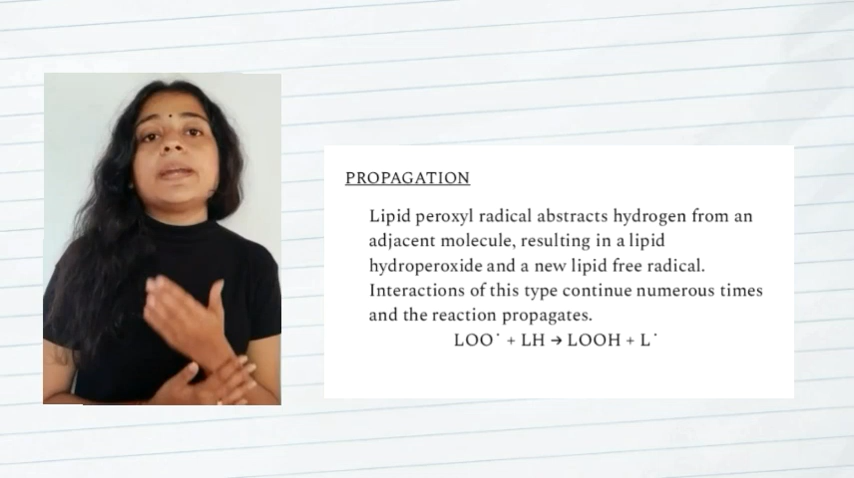 PROPAGATION
Lipid peroxyl radical abstracts hydrogen from an
adjacent molecule, resulting in a lipid
hydroperoxide and a new lipid free radical.
Interactions of this type continue numerous times
and the reaction propagates.
LOO˙ + LH → LOOH + L˙